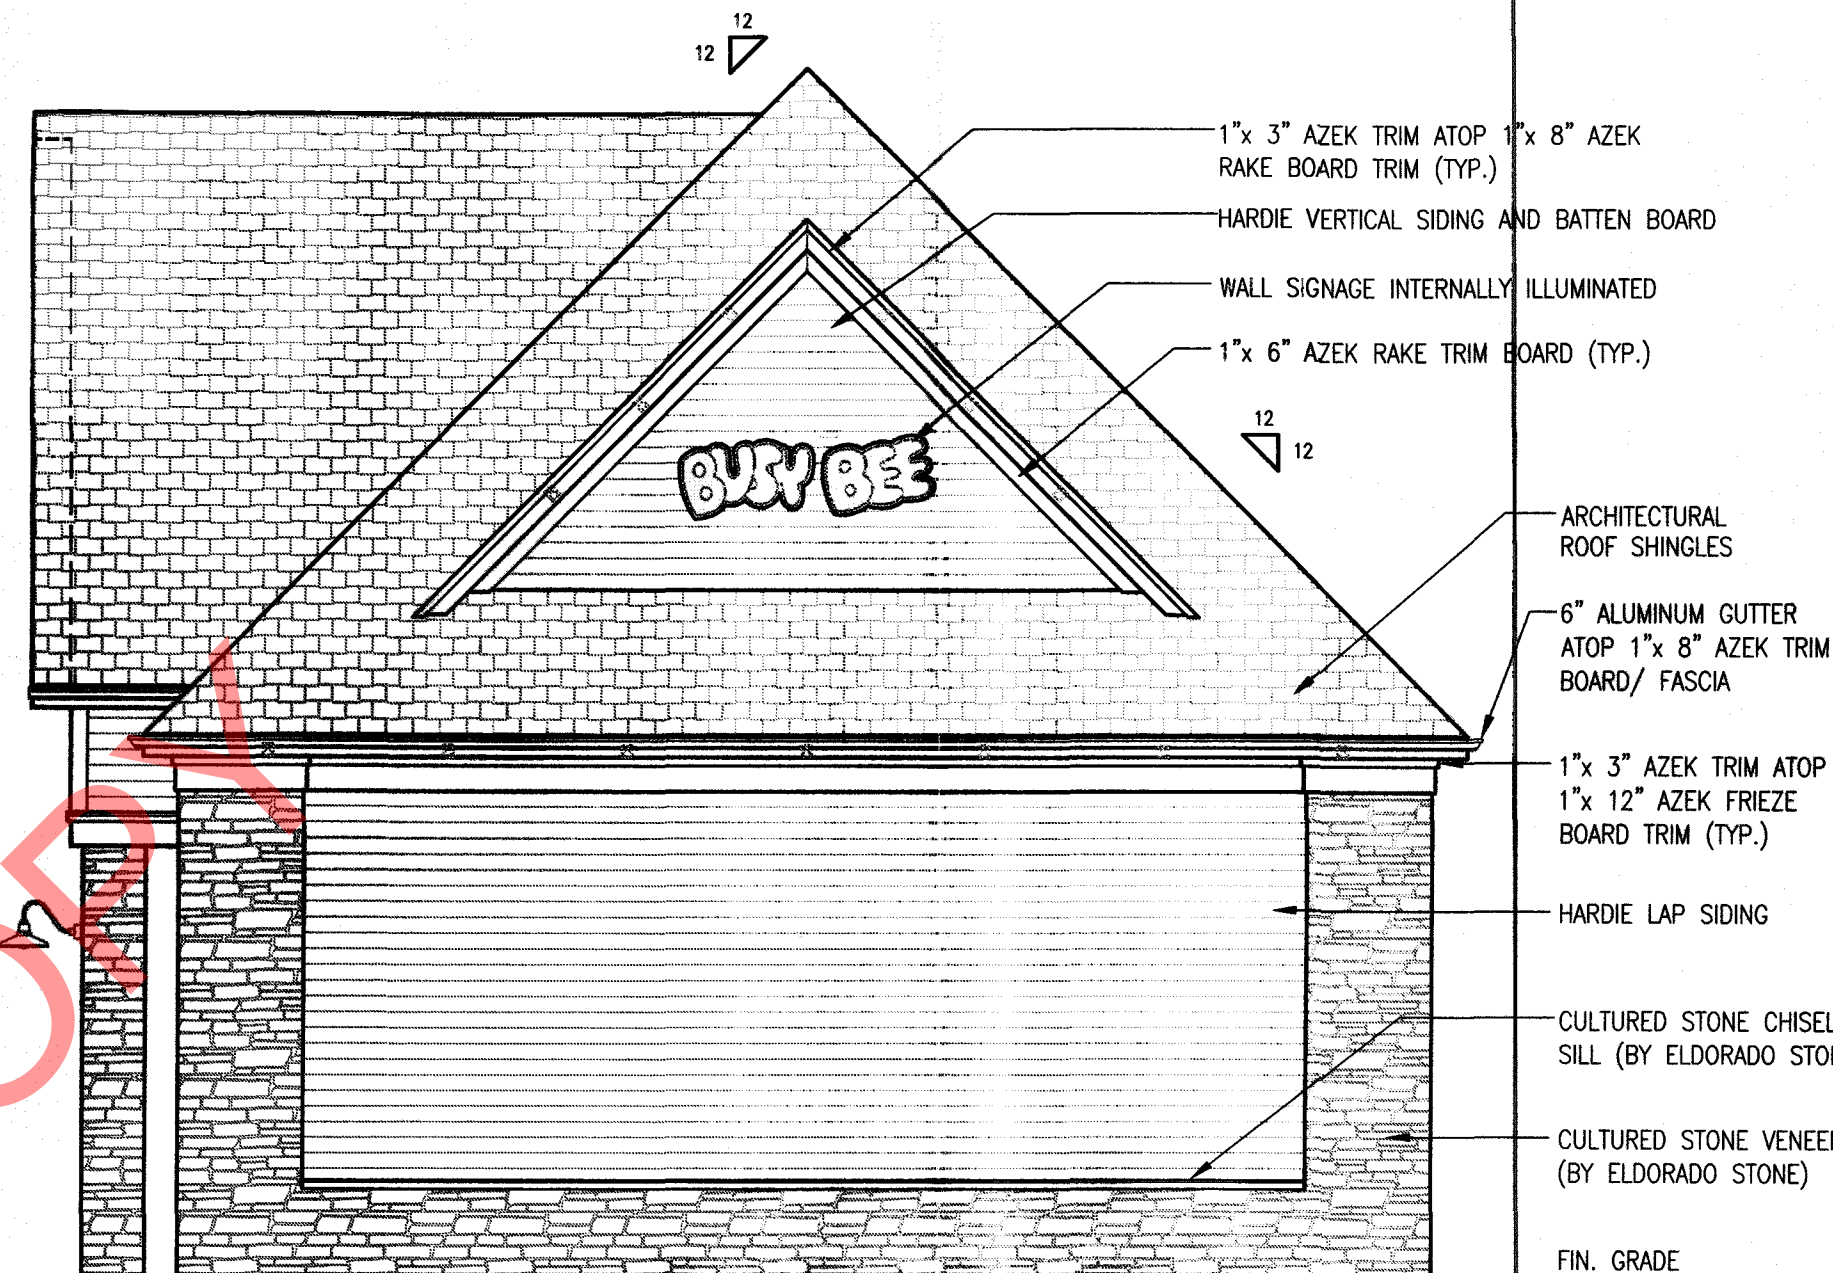 12
12
1"x 3" AZEK TRIM ATOP 1"x 8" AZEK
RAKE BOARD TRIM (TYP.)
HARDIE VERTICAL SIDING AND BATTEN BOARD
WALL SIGNAGE INTERNALLY ILLUMINATED
1"x 6" AZEK RAKE TRIM BOARD (TYP.)
12
12
BUSY BEE
ARCHITECTURAL
ROOF SHINGLES
6" ALUMINUM GUTTER
ATOP 1"x 8" AZEK TRIM
BOARD/ FASCIA
1"x 3" AZEK TRIM ATOP
1"x 12" AZEK FRIEZE
BOARD TRIM (TYP.)
HARDIE LAP SIDING
CULTURED STONE CHISEL
SILL (BY ELDORADO STO
CULTURED STONE VENEE
(BY ELDORADO STONE)
FIN. GRADE
OPY